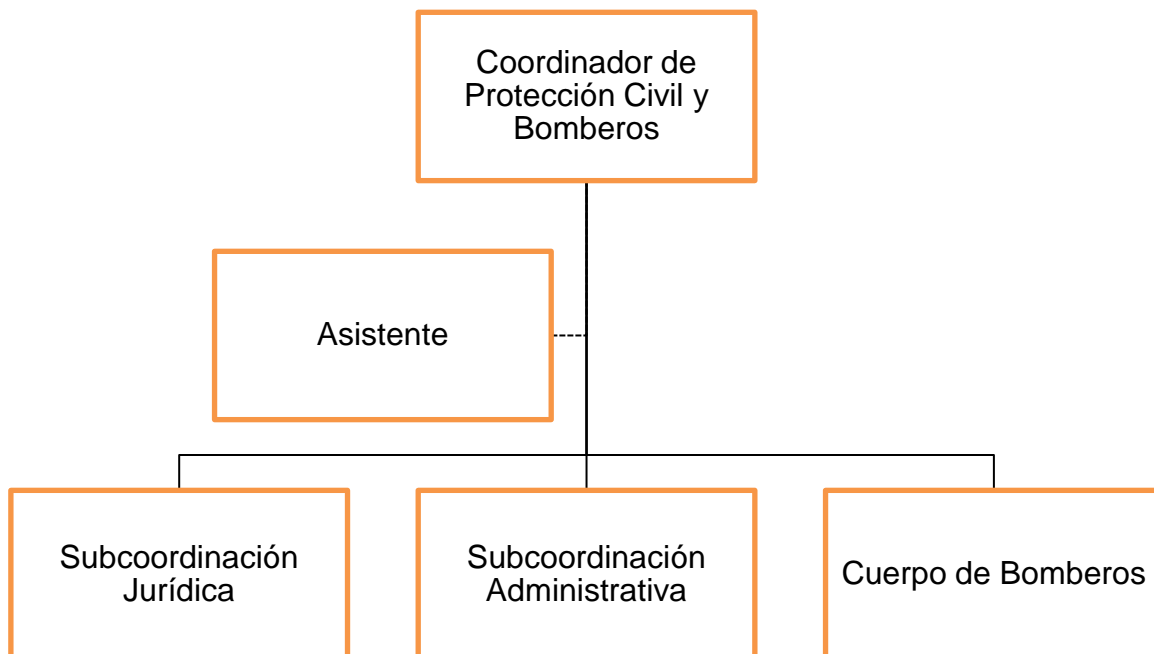 Coordinador de
Protección Civil y
Bomberos
Asistente
Subcoordinación
Jurídica
Subcoordinación
Administrativa
Cuerpo de Bomberos